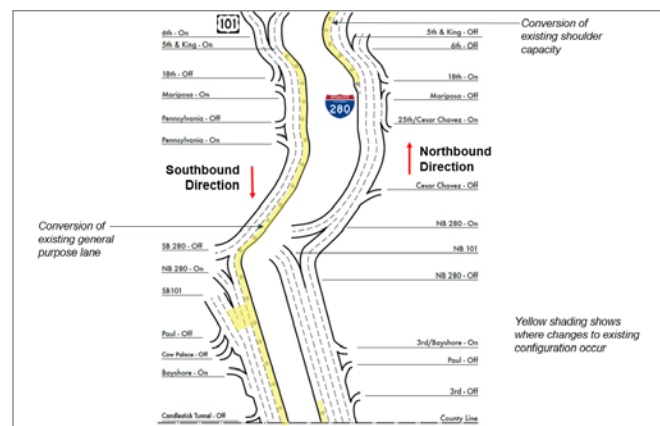 101
6th - On
5th & King - On
18th - Off
Mariposa - On
Pennsylvania - Off
Pennsylvania - On
Southbound
Direction
Conversion of
existing general
purpose lane
SB 280 - Off
NB 280 - On
SB101
Paul - Off
Cow Palace - Off
Bayshore - On
Candlestick Tunnel - Off
280
Conversion of
existing shoulder
capacity
5th & King - Off
6th - Off
18th - On
Mariposa - Off
25th/Cesar Chavez - On
Northbound
Direction
Cesar Chavez - Off
NB 280 - On
NB 101
NB 280 - Off
Yellow shading shows
where changes to existing
configuration occur
3rd/Bayshore - On
Paul - Off
3rd - Off
County Line